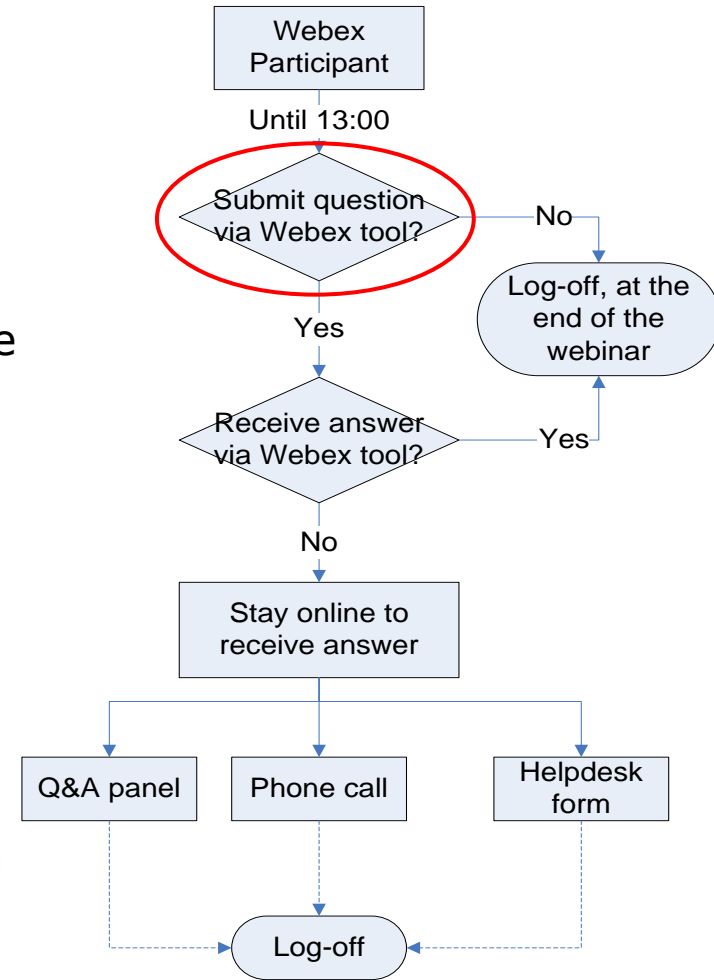 Webex
Participant
Until 13:00
Submit question
via Webex tool?
No
Log-off, at the
end of the
webinar
Yes
e
Receive answer
via Webex tool?
Yes
No
Stay online to
receive answer
Q&A panel
Phone call
Helpdesk
form
Log-off